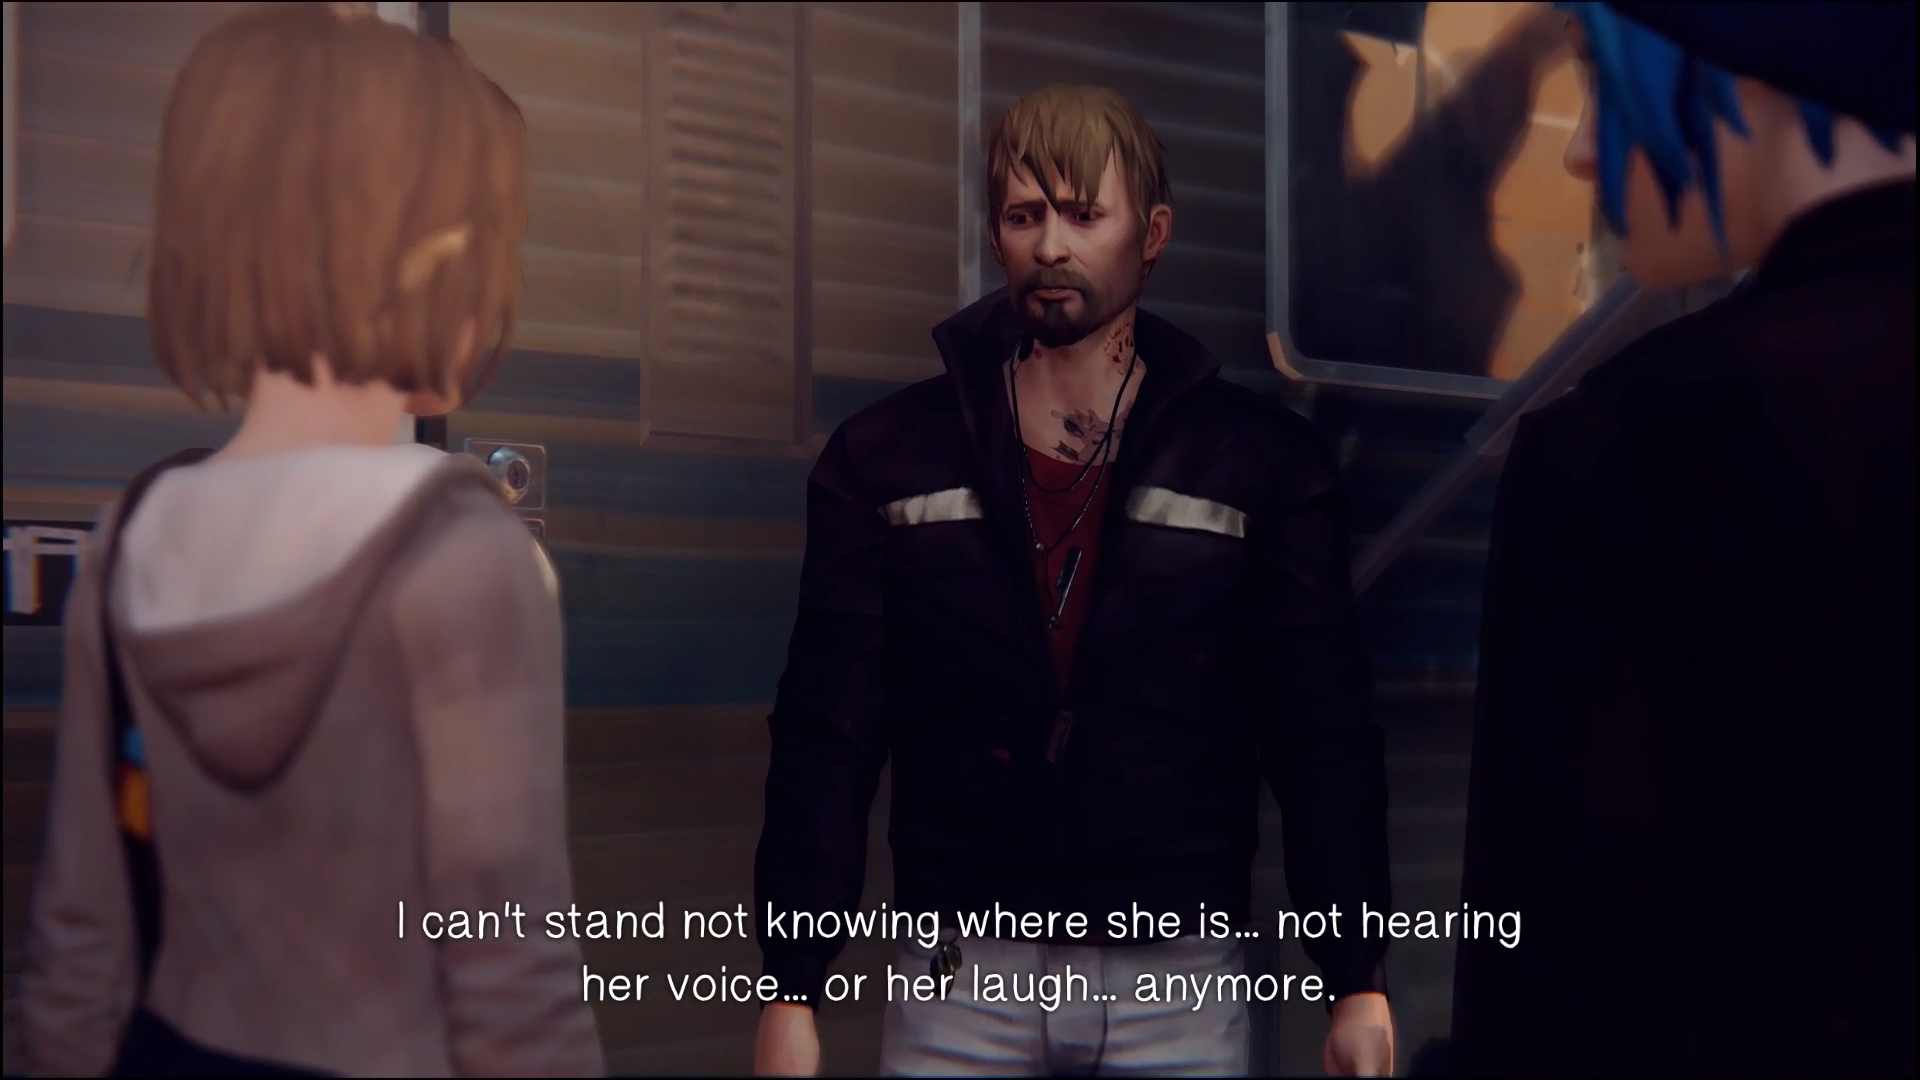 I can't stand not knowing where she is... not hearing
her voice... or her laugh... anymore.